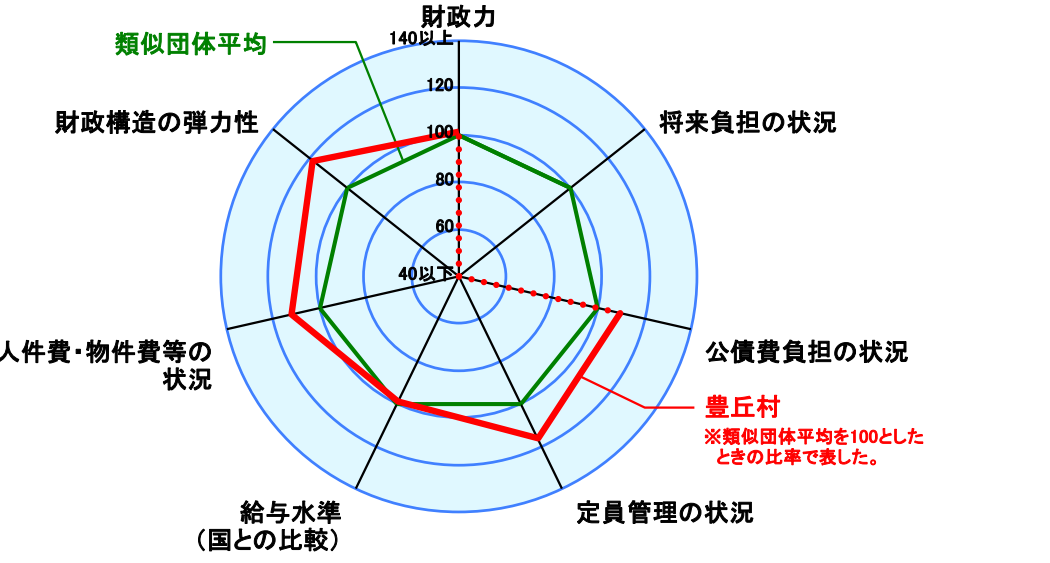 財政力
140以上
類似団体平均
120
財政構造の弾力性
将来負担の状況
100
80
60
40以下
人件費・物件費等の
状況
公債費負担の状況
豊丘村
※類似団体平均を100とした
ときの比率で表した。
給与水準
（国との比較）
定員管理の状況